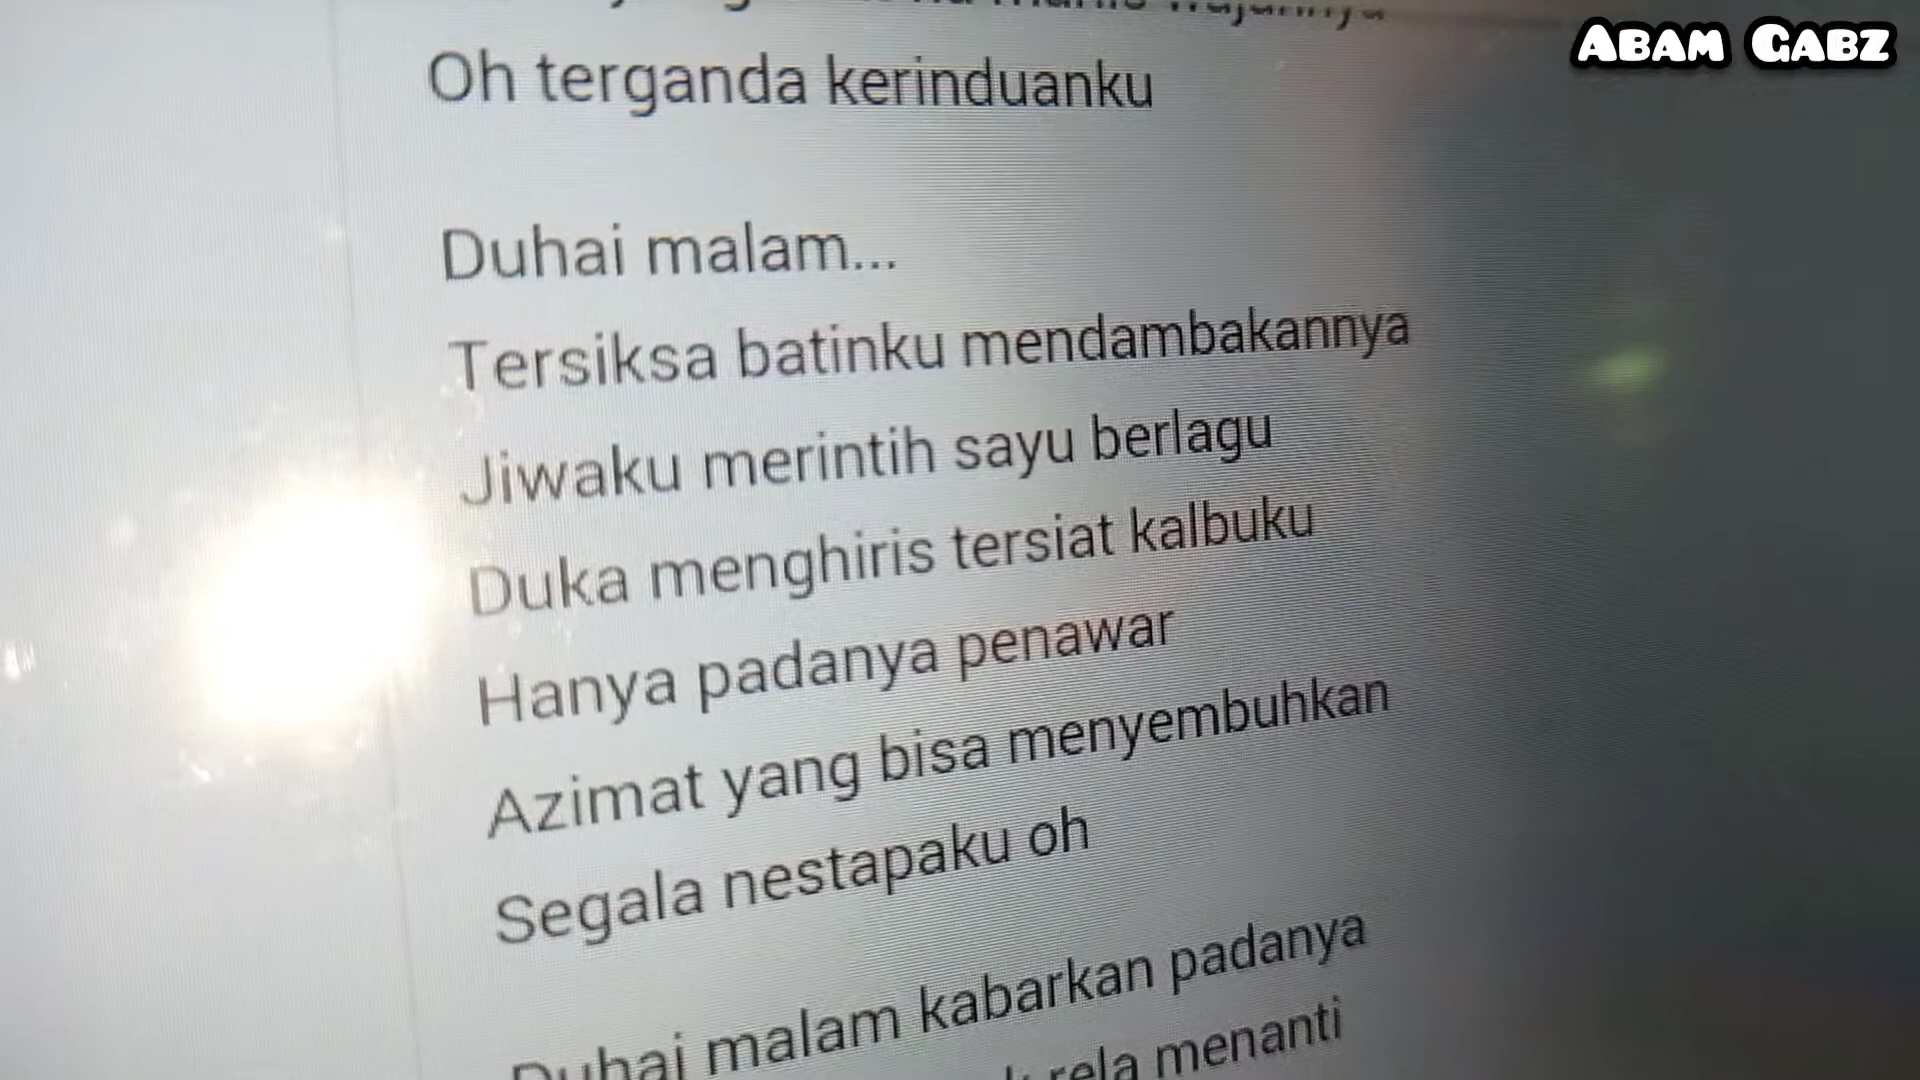 Abam Gabz
Oh terganda kerinduanku
Duhai malam...
Tersiksa batinku mendambakannya
Jiwaku merintih sayu berlagu
Duka menghiris tersiat kalbuku
Hanya padanya penawar
Azimat yang bisa menyembuhkan
Segala nestapaku oh
Duhai malam kabarkan padanya
rela menanti